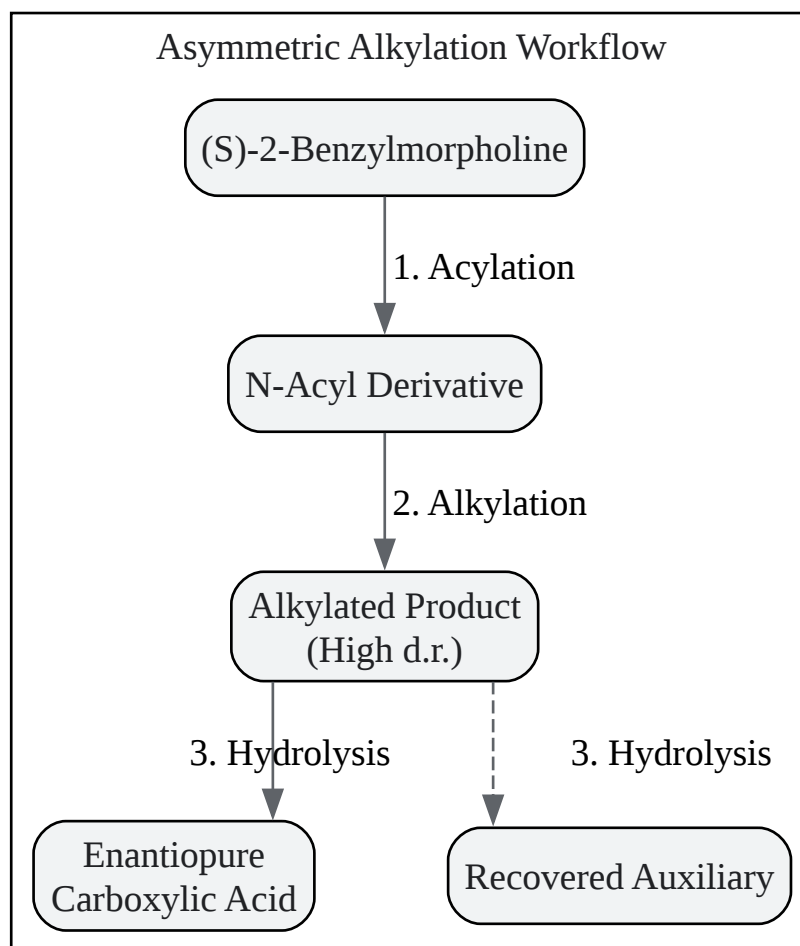 Asymmetric Alkylation Workflow
(S)-2-Benzylmorpholine
1. Acylation
N-Acyl Derivative
2. Alkylation
Alkylated Product
(High d.r.)
3. Hydrolysis
3. Hydrolysis
Enantiopure
Carboxylic Acid
Recovered Auxiliary